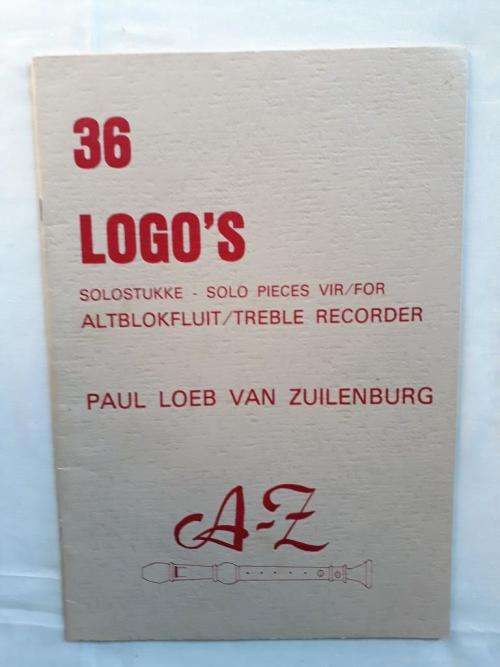 36
LOGO'S
SOLOSTUKKE - SOLO PIECES VIR/FOR
ALTBLOKFLUIT/TREBLE RECORDER
PAUL LOEB VAN ZUILENBURG
A-Z